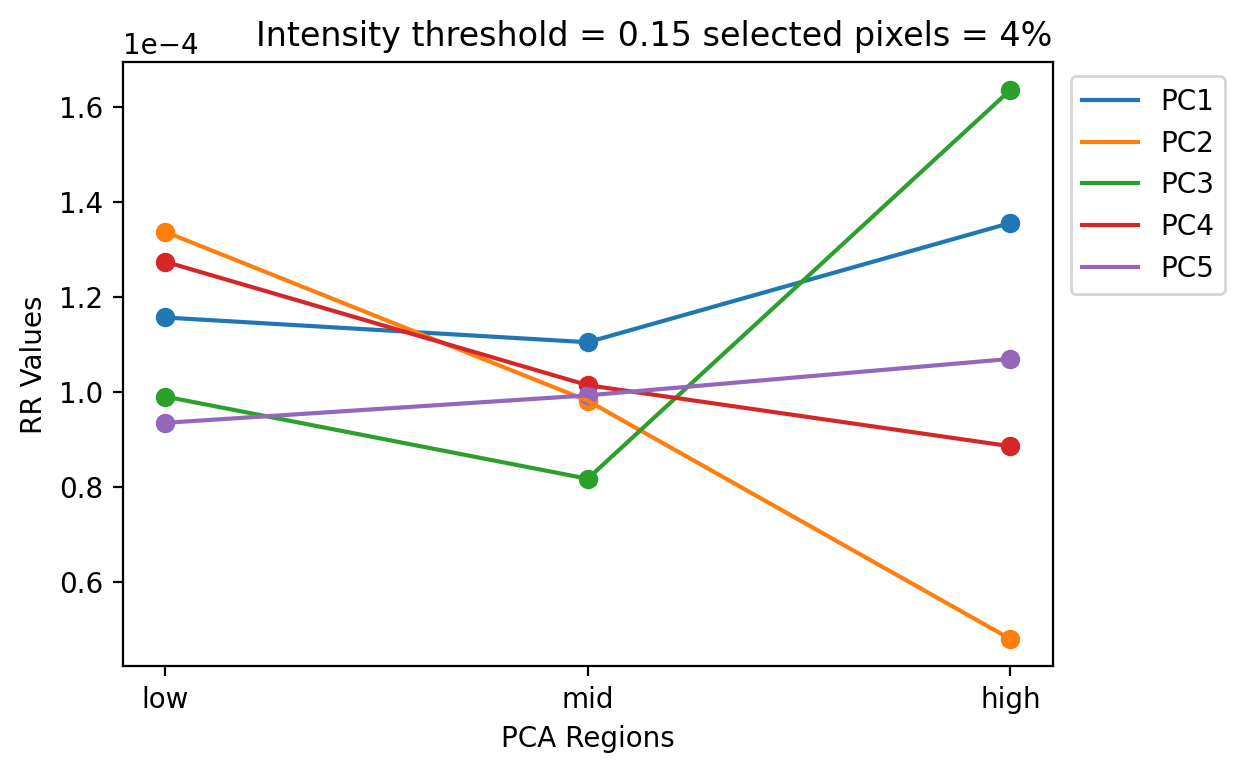 Intensity threshold = 0.15 selected pixels = 4%
1e−4
1.6
1.4
1.2
1.0
0.8
0.6
RR Values
low
mid
high
PCA Regions
PC1
PC2
PC3
PC4
PC5